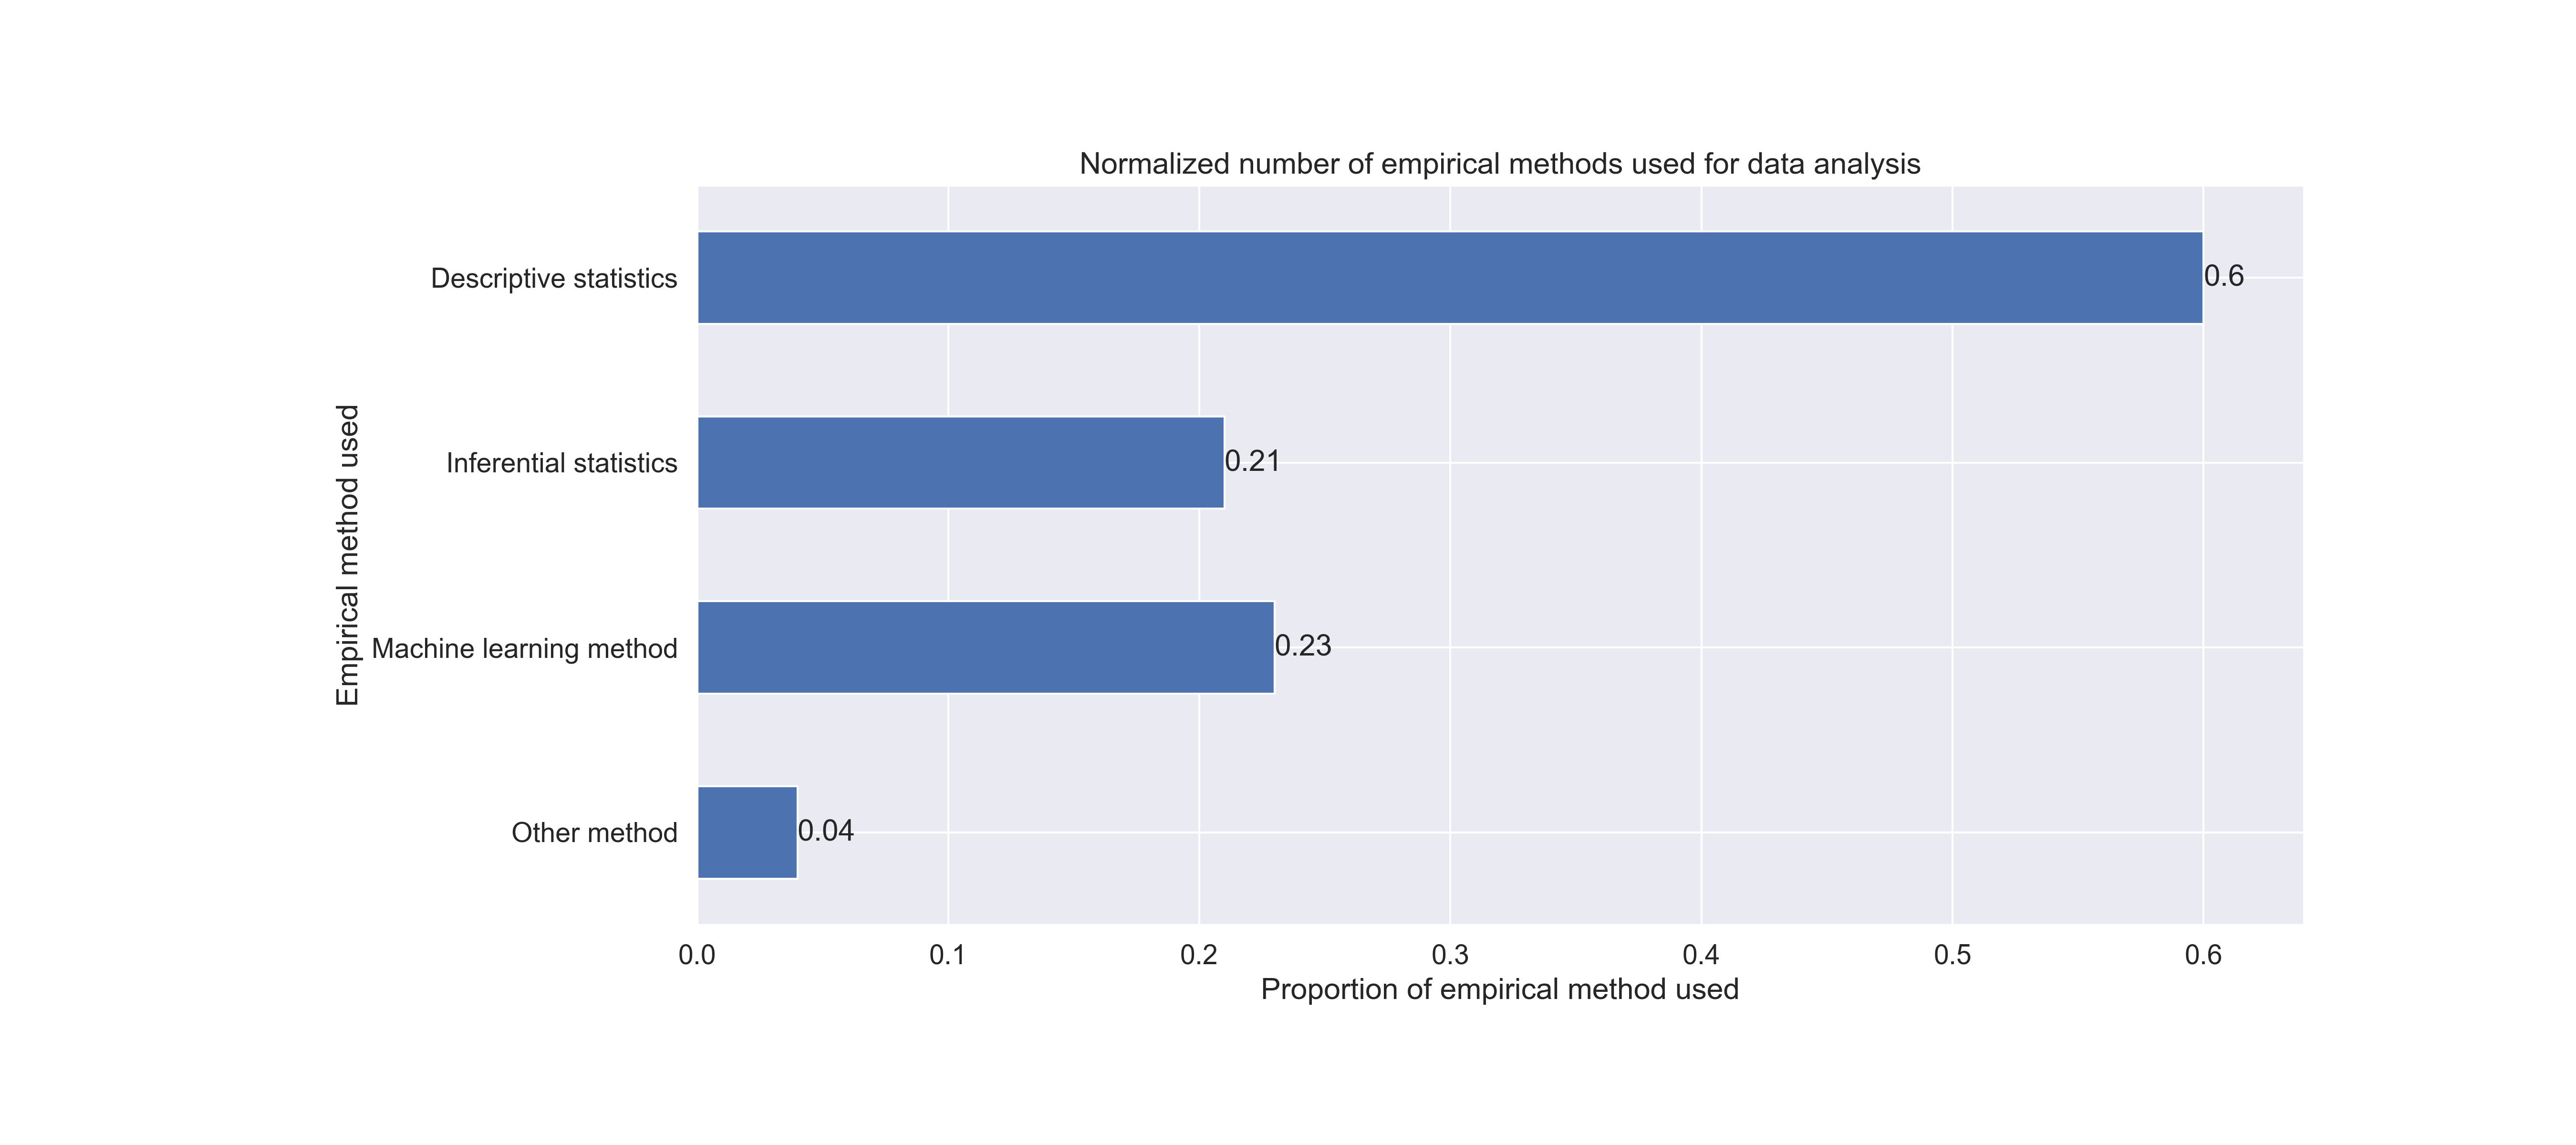 Normalized number of empirical methods used for data analysis
Empirical method used
Descriptive statistics
0.6
Inferential statistics
0.21
Machine learning method
0.23
Other method
0.04
0.0 0.1 0.2 0.3 0.4 0.5 0.6
Proportion of empirical method used